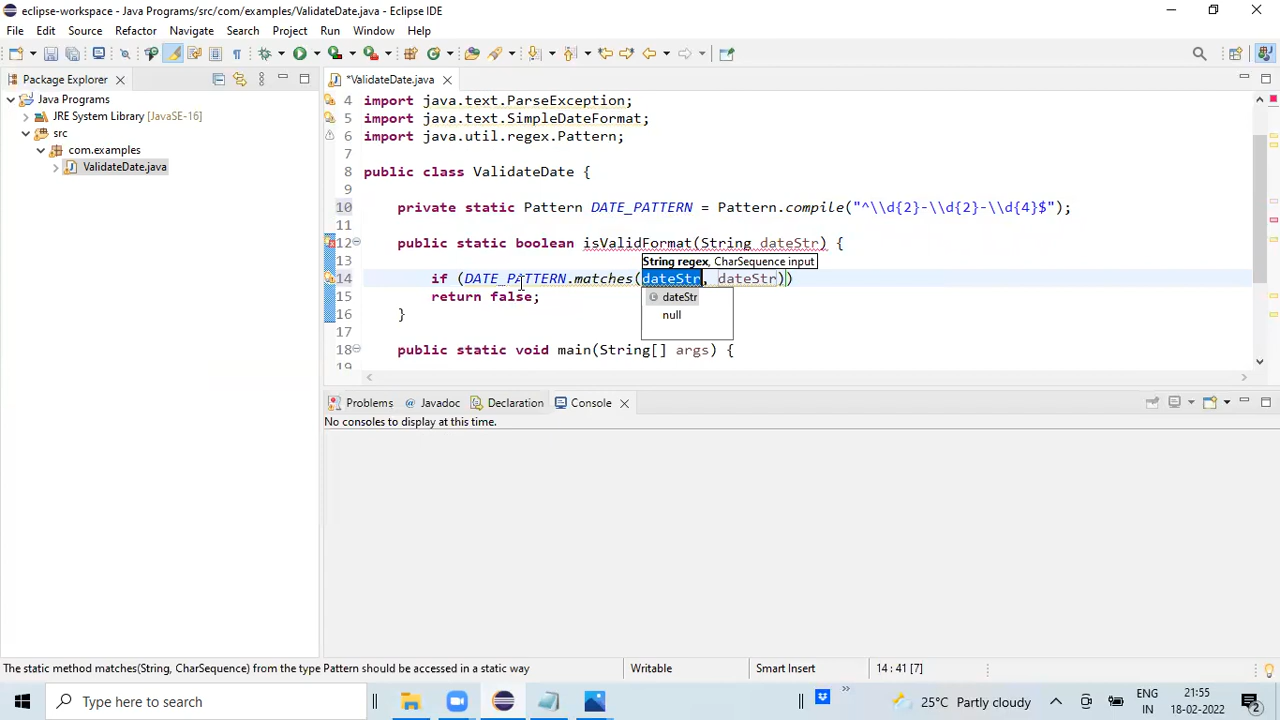 eclipse-workspace - Java Programs/src/com/examples/ValidateDate.java - Eclipse IDE
File Edit Source Refactor Navigate Search Project Run Window Help
Package Explorer
*ValidateDate.java
Java Programs
JRE System Library [JavaSE-16]
src
com.examples
ValidateDate.java
4 import java.text.ParseException;
5 import java.text.SimpleDateFormat;
6 import java.util.regex.Pattern;
7
8 public class ValidateDate {
9
10 private static Pattern DATE_PATTERN = Pattern.compile("^\\d{2}-\\d{2}-\\d{4}$");
11
12 public static boolean isValidFormat(String dateStr) {
13
String regex, CharSequence input
14 if (DATE_PATTERN.matches(dateStr, dateStr))
15 return false;
dateStr
16 }
null
17
18 public static void main(String[] args) {
19
Problems @ Javadoc Declaration Console
No consoles to display at this time.
The static method matches(String, CharSequence) from the type Pattern should be accessed in a static way
Writable
Smart Insert
14 : 41 [7]
Type here to search
25°C Partly cloudy
ENG
IN
21:55
18-02-2022
2